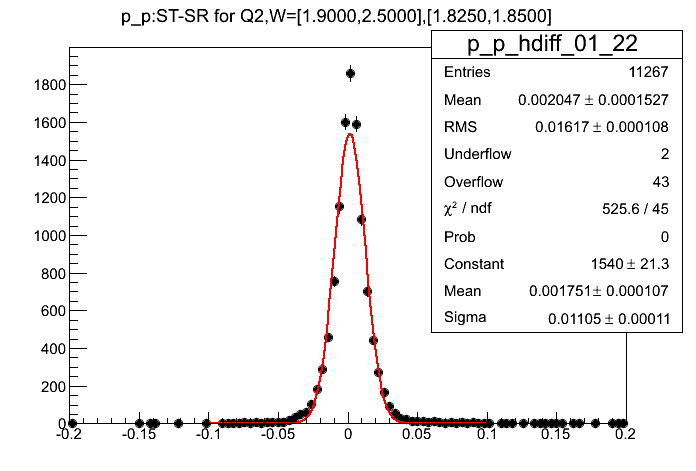 p_p:ST-SR for Q2,W=[1.9000,2.5000],[1.8250,1.8500]
p_p_hdiff_01_22
Entries 11267
Mean 0.002047 ± 0.0001527
RMS 0.01617 ± 0.000108
Underflow 2
Overflow 43
χ² / ndf 525.6 / 45
Prob 0
Constant 1540 ± 21.3
Mean 0.001751 ± 0.000107
Sigma 0.01105 ± 0.00011
1800
1600
1400
1200
1000
800
600
400
200
0
-0.2 -0.15 -0.1 -0.05 0 0.05 0.1 0.15 0.2